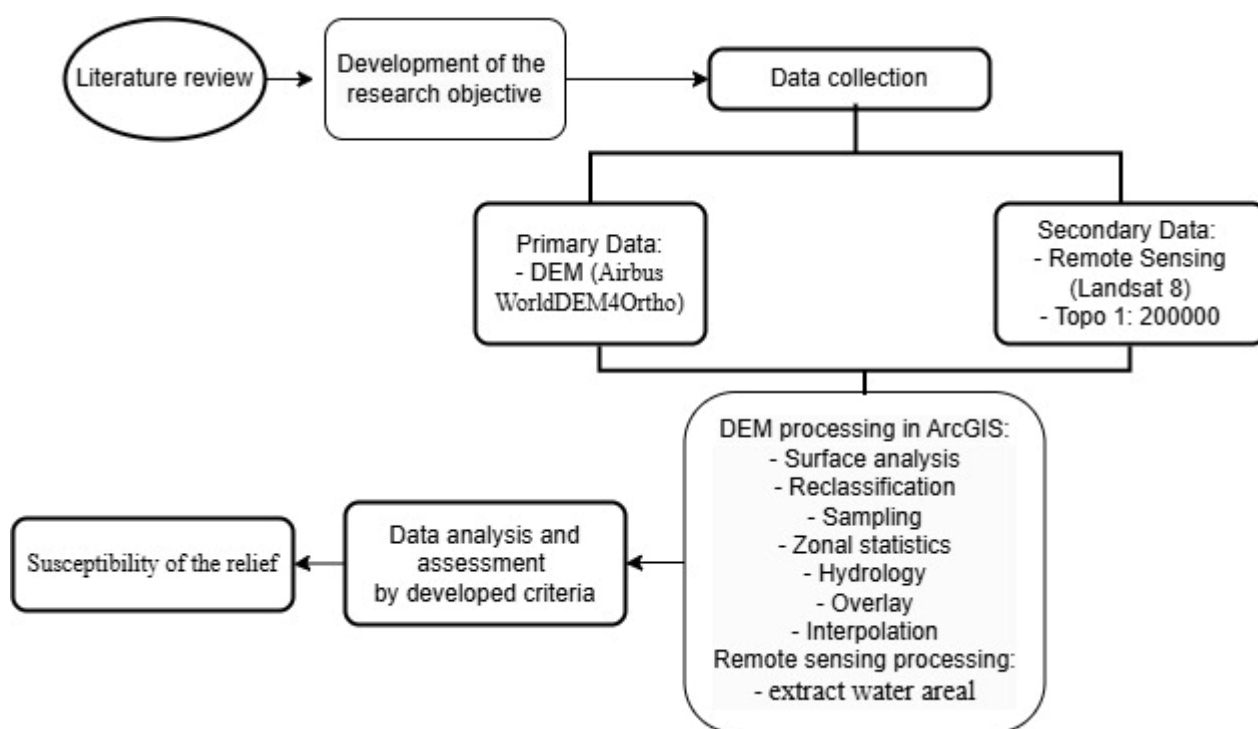 Literature review
Development of the
research objective
Data collection
Primary Data:
- DEM (Airbus
WorldDEM4Ortho)
Secondary Data:
- Remote Sensing
(Landsat 8)
- Topo 1: 200000
DEM processing in ArcGIS:
- Surface analysis
- Reclassification
- Sampling
- Zonal statistics
- Hydrology
- Overlay
- Interpolation
Remote sensing processing:
- extract water areal
Data analysis and
assessment
by developed criteria
Susceptibility of the relief